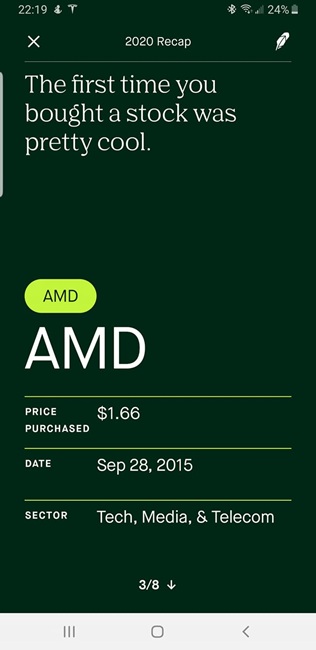 22:19 24%
2020 Recap
The first time you
bought a stock was
pretty cool.
AMD
AMD
PRICE PURCHASED $1.66
DATE Sep 28, 2015
SECTOR Tech, Media, & Telecom
3/8